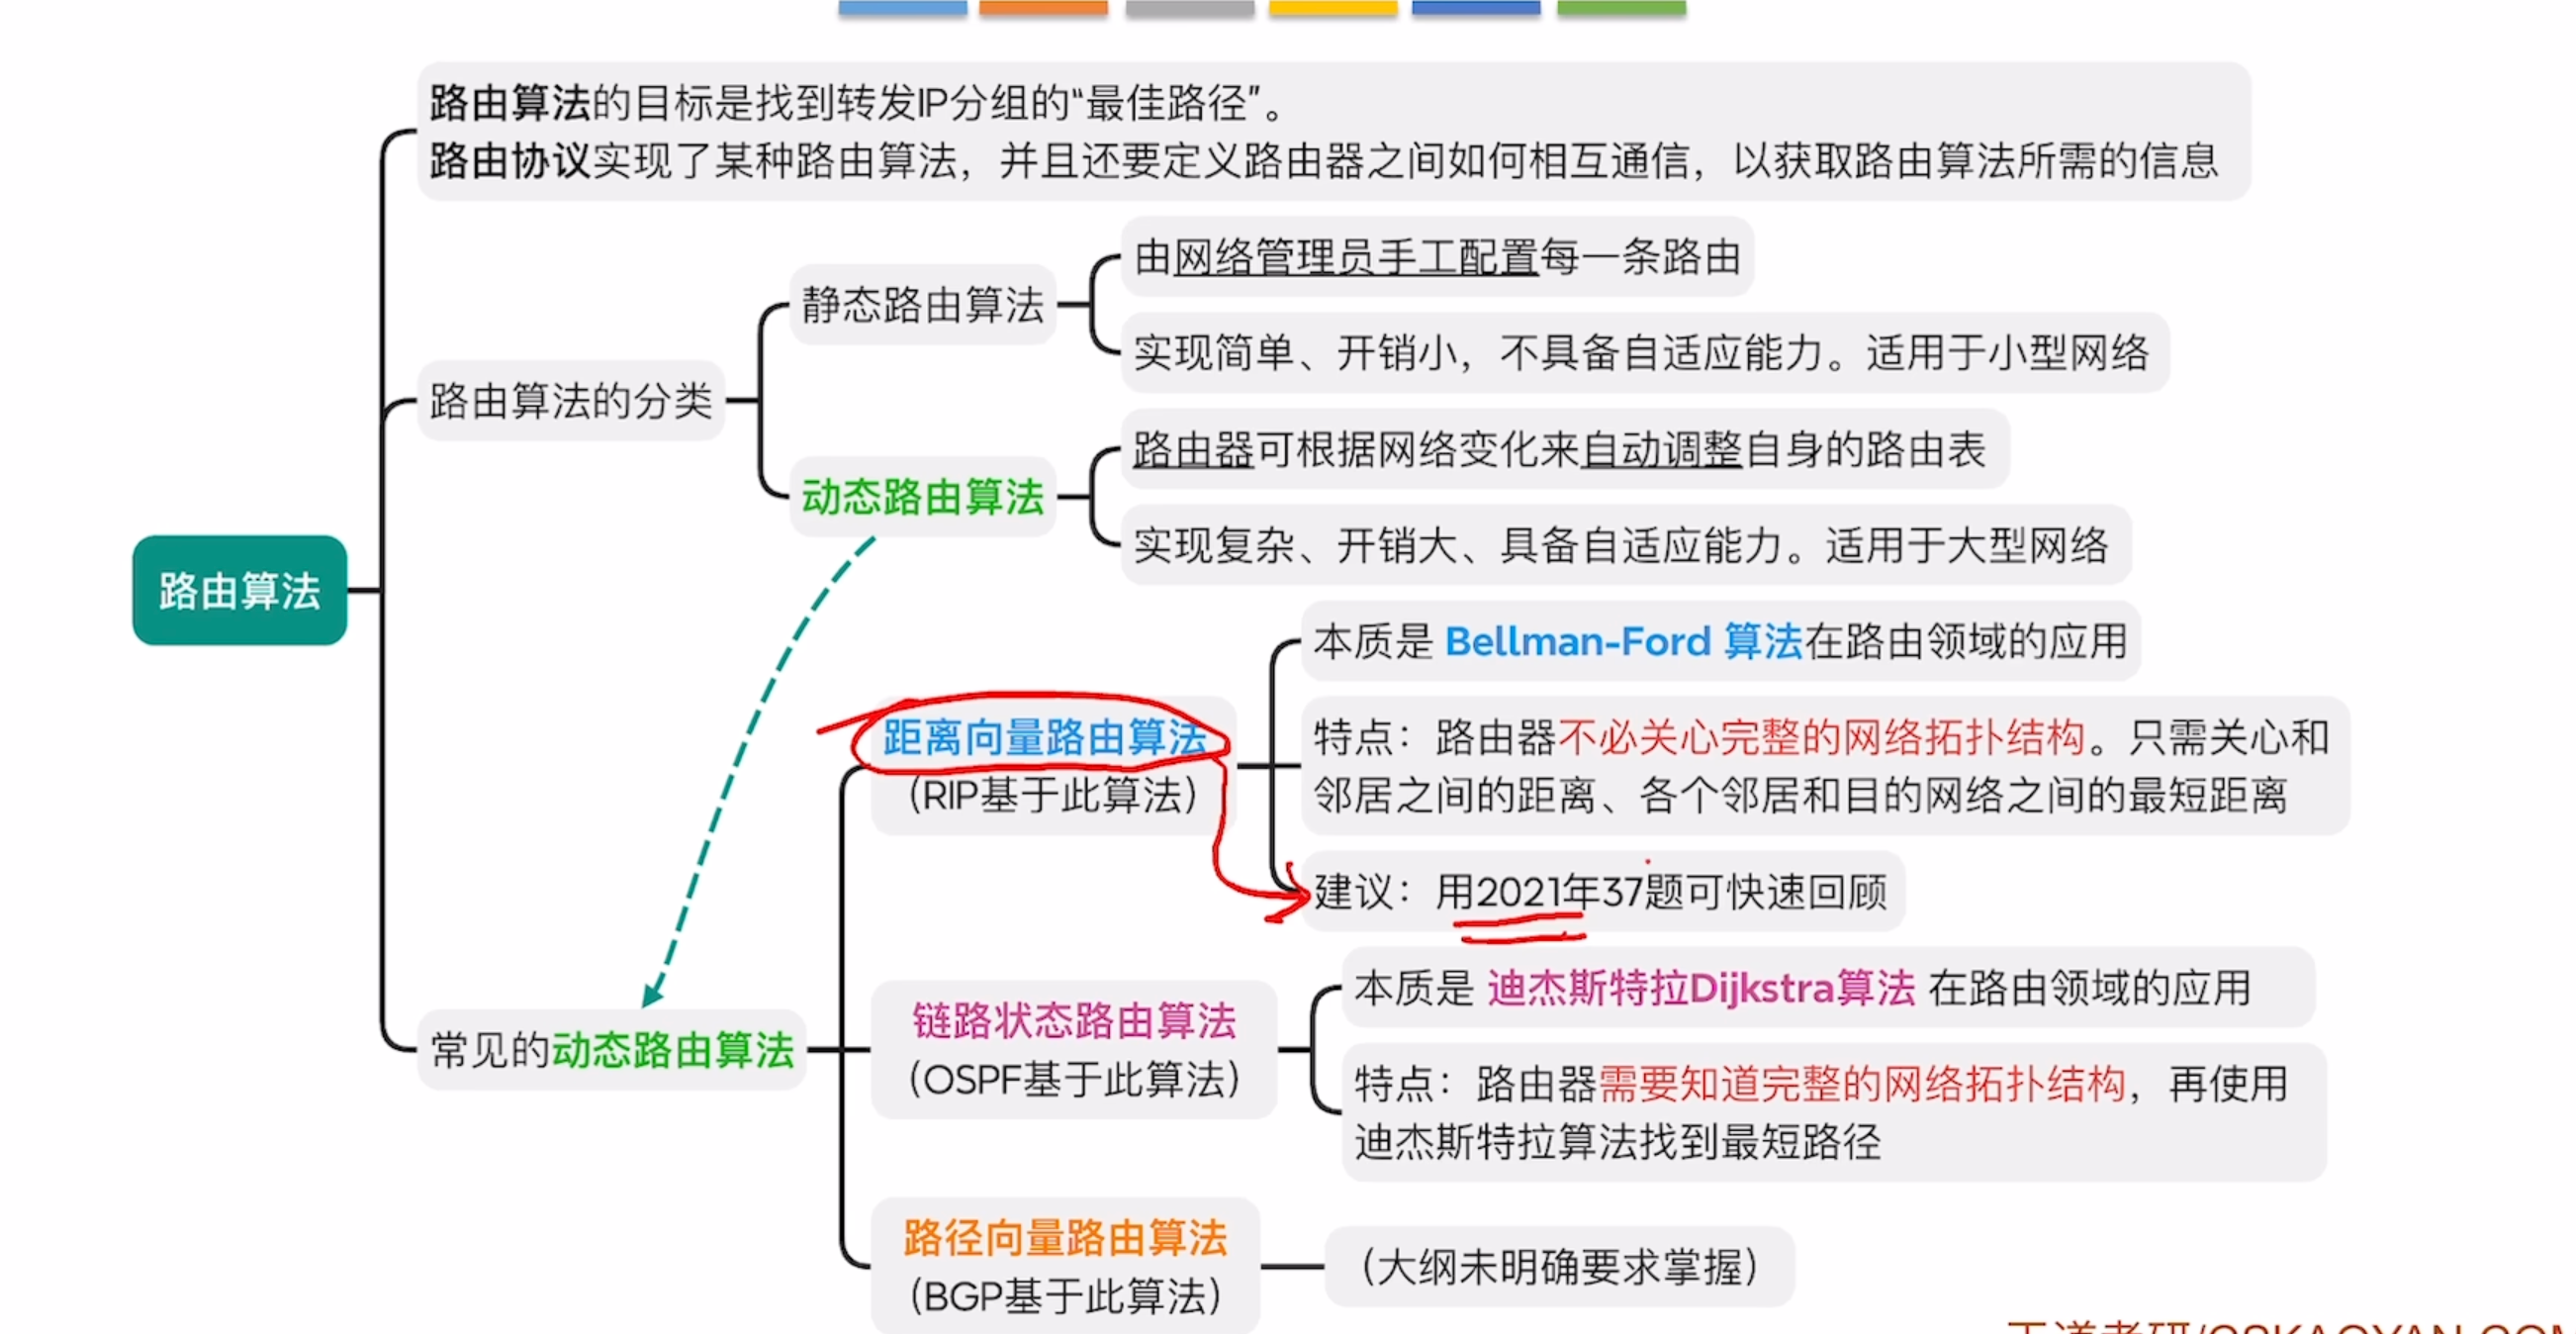 路由算法的目标是找到转发IP分组的“最佳路径”。
路由协议实现了某种路由算法，并且还要定义路由器之间如何相互通信，以获取路由算法所需的信息
由网络管理员手工配置每一条路由
静态路由算法
实现简单、开销小，不具备自适应能力。适用于小型网络
路由算法的分类
路由器可根据网络变化来自动调整自身的路由表
动态路由算法
实现复杂、开销大、具备自适应能力。适用于大型网络
路由算法
本质是 Bellman-Ford 算法在路由领域的应用
距离向量路由算法
（RIP基于此算法）
特点：路由器不必关心完整的网络拓扑结构。只需关心和
邻居之间的距离、各个邻居和目的网络之间的最短距离
建议：用2021年37题可快速回顾
本质是 迪杰斯特拉Dijkstra算法 在路由领域的应用
链路状态路由算法
（OSPF基于此算法）
常见的动态路由算法
特点：路由器需要知道完整的网络拓扑结构，再使用
迪杰斯特拉算法找到最短路径
路径向量路由算法
（BGP基于此算法）
（大纲未明确要求掌握）